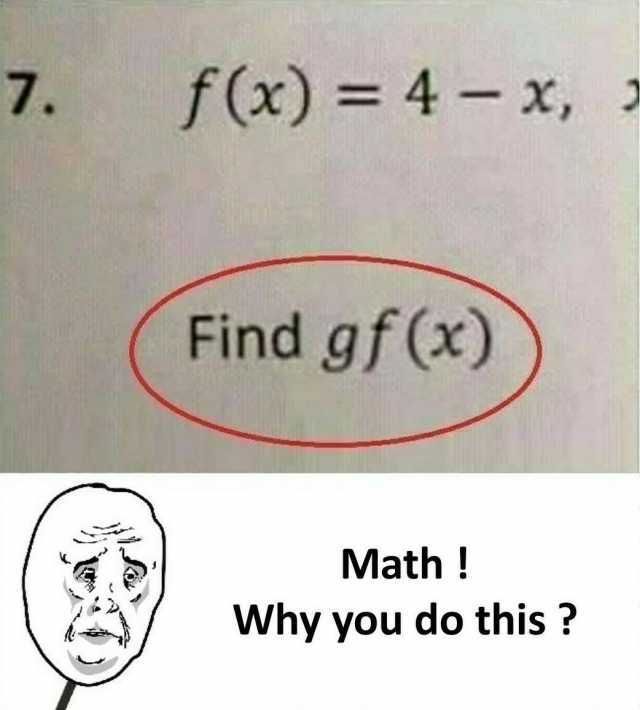 7. f(x) = 4 − x,
Find gf(x)
Math !
Why you do this ?